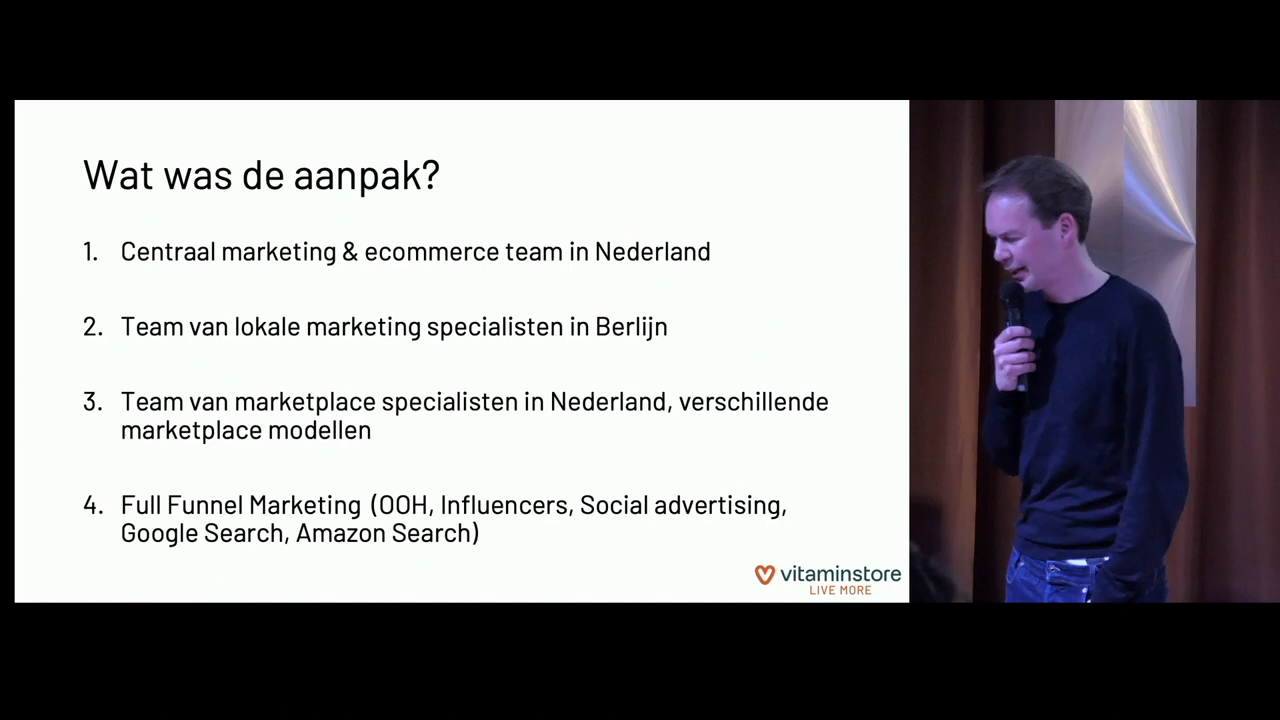 Wat was de aanpak?
1. Centraal marketing & ecommerce team in Nederland
2. Team van lokale marketing specialisten in Berlijn
3. Team van marketplace specialisten in Nederland, verschillende
marketplace modellen
4. Full Funnel Marketing (OOH, Influencers, Social advertising,
Google Search, Amazon Search)
vitaminstore
LIVE MORE